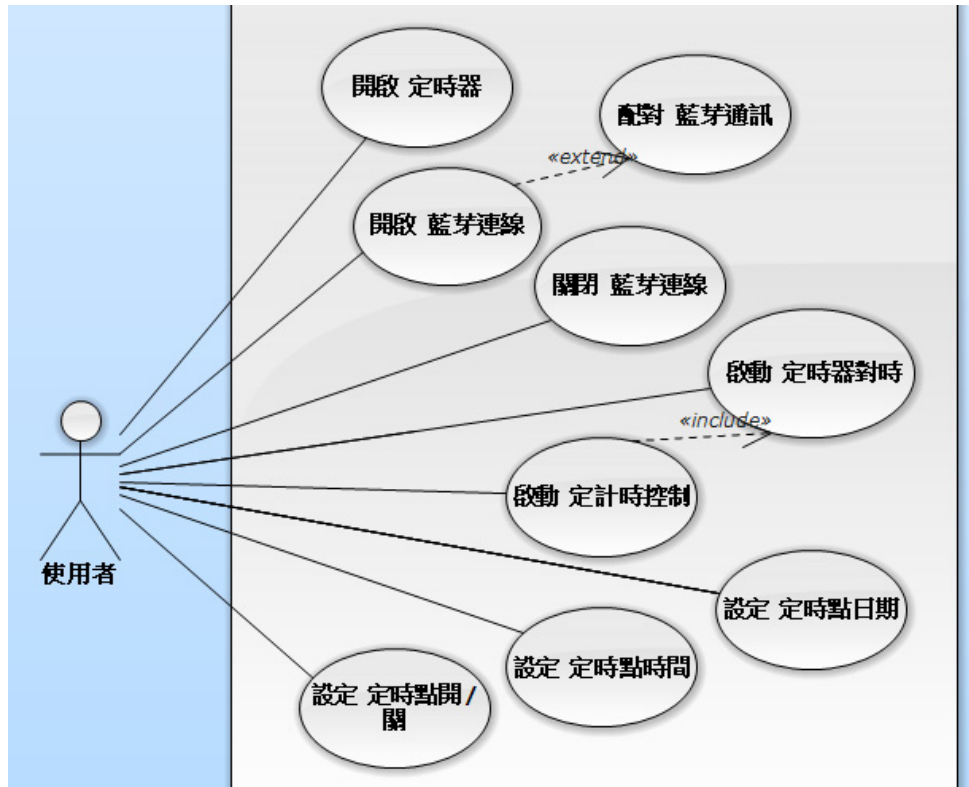 開啟 定時器
配對 藍芽通訊
«extend»
開啟 藍芽連線
關閉 藍芽連線
啟動 定時器對時
«include»
啟動 定計時控制
使用者
設定 定時點日期
設定 定時點時間
設定 定時點開/
關